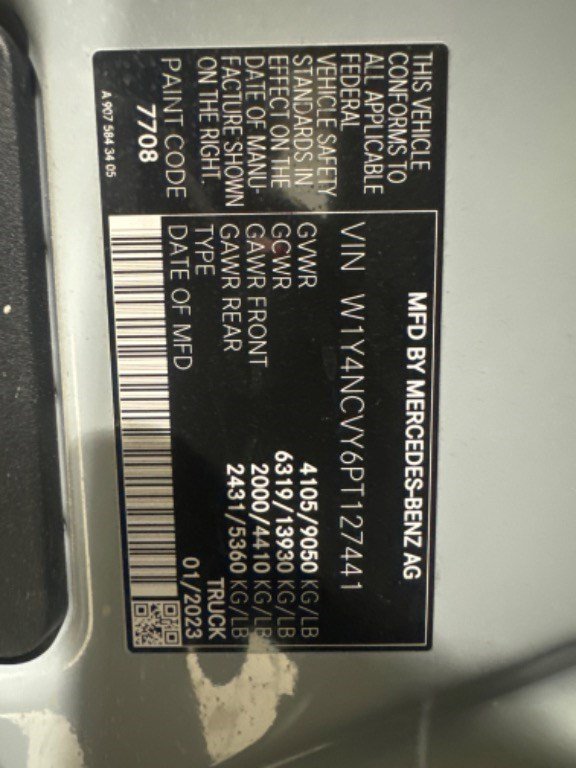 MFD BY MERCEDES-BENZ AG
VIN W1Y4NCVY6PT127441
GVWR 4105/9050 KG/LB
GCWR 6319/13930 KG/LB
GAWR FRONT 2000/4410 KG/LB
GAWR REAR 2431/5360 KG/LB
TYPE TRUCK
DATE OF MFD 01/2023
THIS VEHICLE
CONFORMS TO
ALL APPLICABLE
FEDERAL
VEHICLE SAFETY
STANDARDS IN
EFFECT ON THE
DATE OF MANU-
FACTURE SHOWN
ON THE RIGHT.
PAINT CODE
7708
A 907 584 34 05